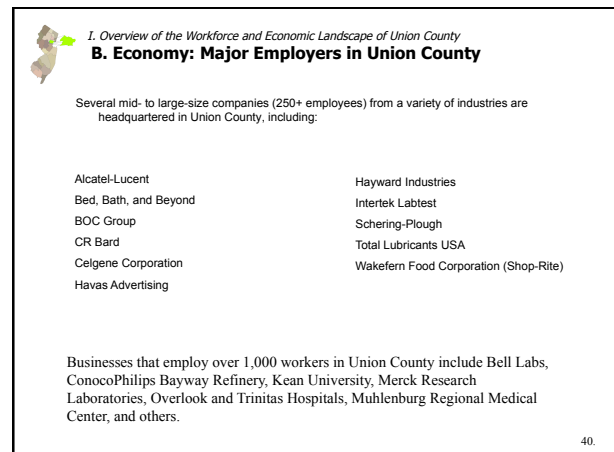 I. Overview of the Workforce and Economic Landscape of Union County
B. Economy: Major Employers in Union County
Several mid- to large-size companies (250+ employees) from a variety of industries are
headquartered in Union County, including:
Alcatel-Lucent
Bed, Bath, and Beyond
BOC Group
CR Bard
Celgene Corporation
Havas Advertising
Hayward Industries
Intertek Labtest
Schering-Plough
Total Lubricants USA
Wakefern Food Corporation (Shop-Rite)
Businesses that employ over 1,000 workers in Union County include Bell Labs,
ConocoPhilips Bayway Refinery, Kean University, Merck Research
Laboratories, Overlook and Trinitas Hospitals, Muhlenburg Regional Medical
Center, and others.
40.